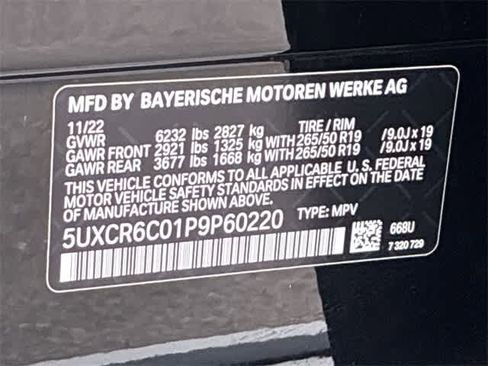 MFD BY BAYERISCHE MOTOREN WERKE AG
11/22 TIRE / RIM
GVWR 6232 lbs 2827 kg
GAWR FRONT 2921 lbs 1325 kg WITH 265/50 R19 /9.0J x 19
GAWR REAR 3677 lbs 1668 kg WITH 265/50 R19 /9.0J x 19
THIS VEHICLE CONFORMS TO ALL APPLICABLE U. S. FEDERAL
MOTOR VEHICLE SAFETY STANDARDS IN EFFECT ON THE DATE
OF MANUFACTURE SHOWN ABOVE.
5UXCR6C01P9P60220 TYPE: MPV
668U
7 320 729